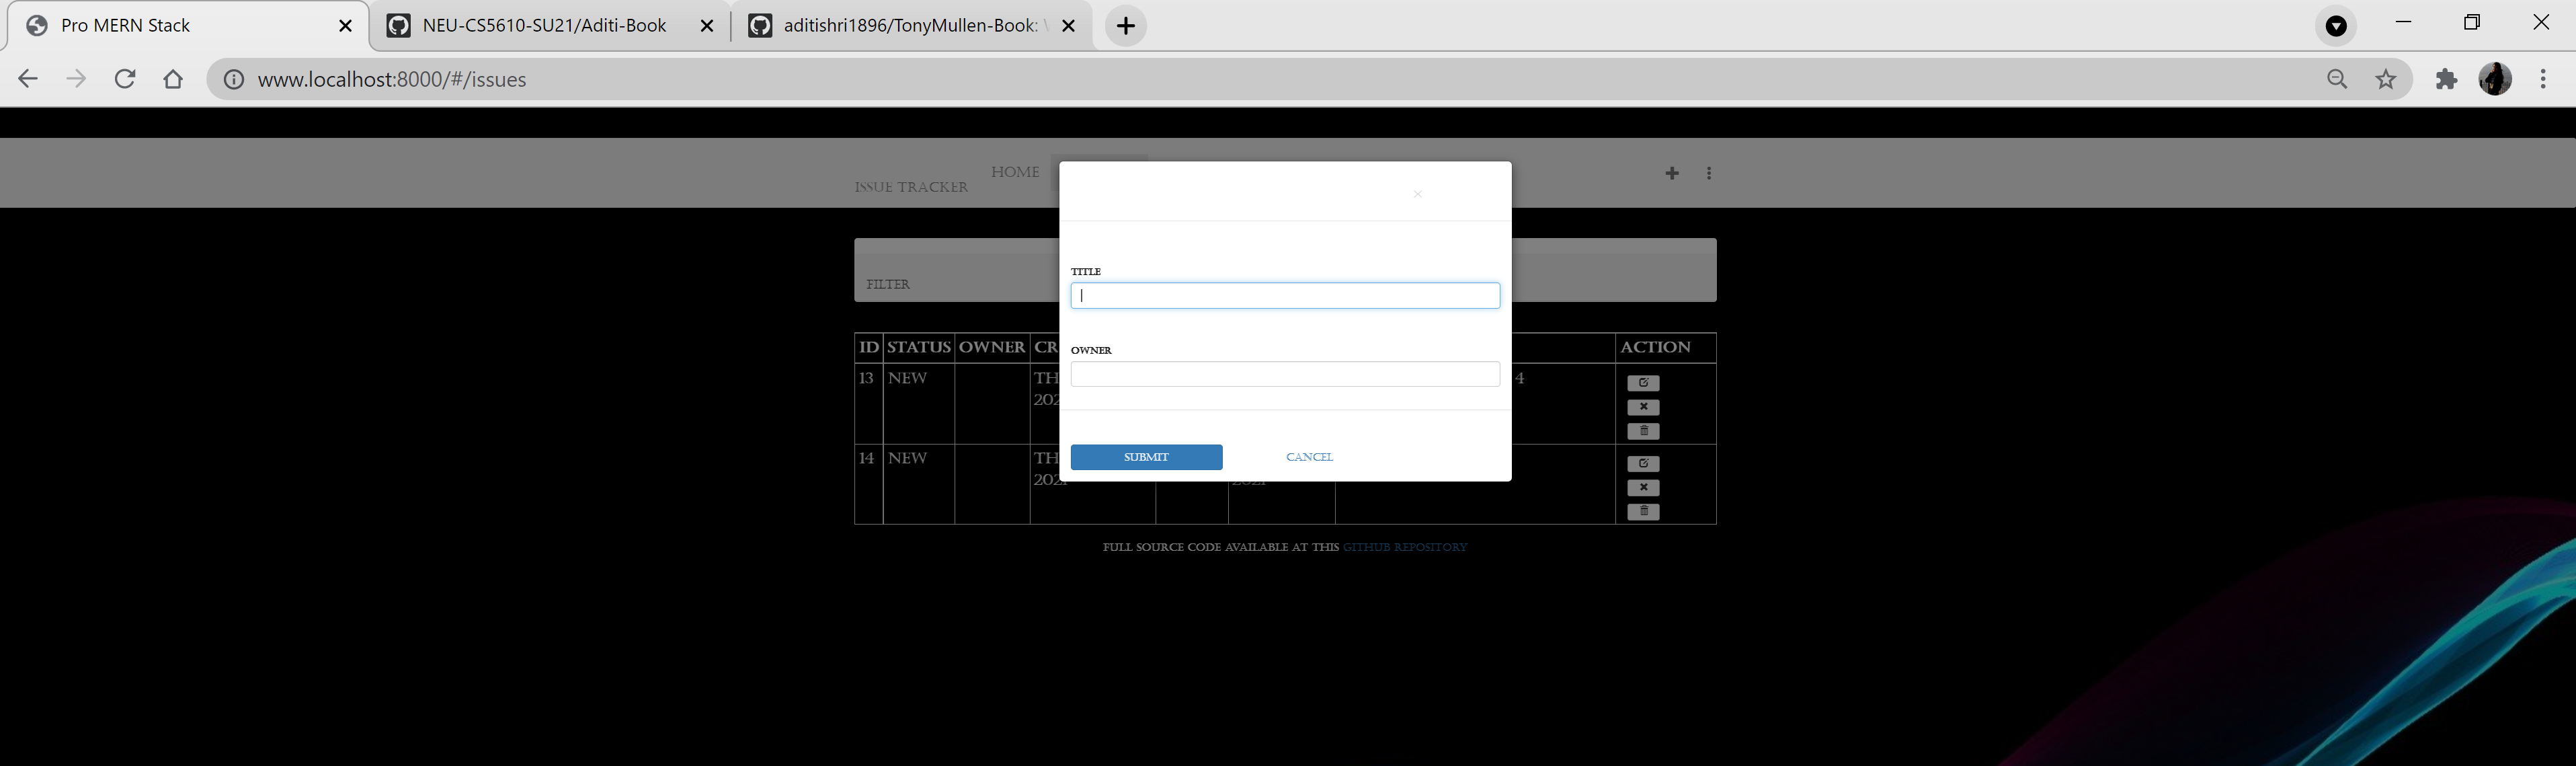 Pro MERN Stack
NEU-CS5610-SU21/Aditi-Book
aditishri1896/TonyMullen-Book:
www.localhost:8000/#/issues
ISSUE TRACKER
HOME
×
FILTER
TITLE
OWNER
SUBMIT CANCEL
ID STATUS OWNER CR ACTION
13 NEW TH 4
202
14 NEW TH
2021 2021
FULL SOURCE CODE AVAILABLE AT THIS GITHUB REPOSITORY